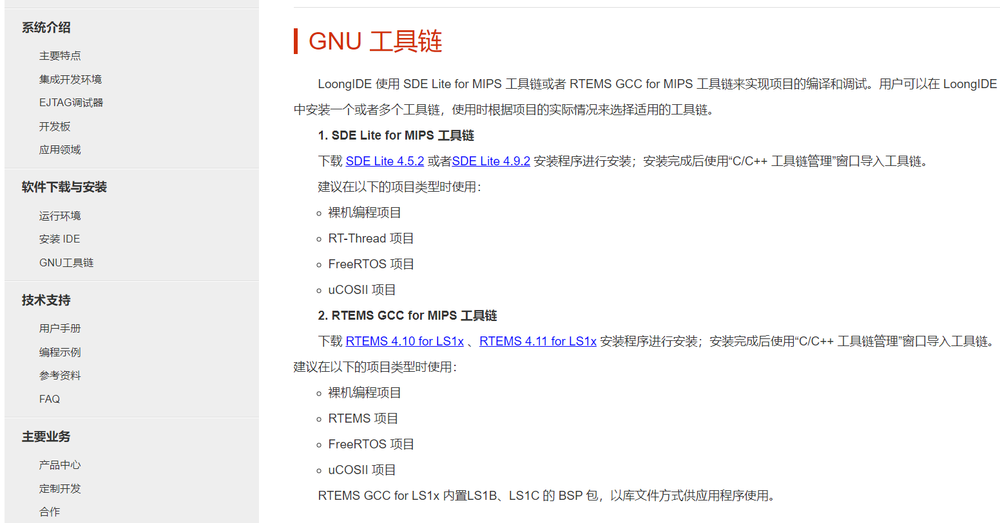 系统介绍
主要特点
集成开发环境
EJTAG调试器
开发板
应用领域
软件下载与安装
运行环境
安装 IDE
GNU工具链
技术支持
用户手册
编程示例
参考资料
FAQ
主要业务
产品中心
定制开发
合作
GNU 工具链
LoongIDE 使用 SDE Lite for MIPS 工具链或者 RTEMS GCC for MIPS 工具链来实现项目的编译和调试。用户可以在 LoongIDE
中安装一个或者多个工具链，使用时根据项目的实际情况来选择适用的工具链。
1. SDE Lite for MIPS 工具链
下载 SDE Lite 4.5.2 或者SDE Lite 4.9.2 安装程序进行安装；安装完成后使用“C/C++ 工具链管理”窗口导入工具链。
建议在以下的项目类型时使用：
裸机编程项目
RT-Thread 项目
FreeRTOS 项目
uCOSII 项目
2. RTEMS GCC for MIPS 工具链
下载 RTEMS 4.10 for LS1x 、RTEMS 4.11 for LS1x 安装程序进行安装；安装完成后使用“C/C++ 工具链管理”窗口导入工具链。
建议在以下的项目类型时使用：
裸机编程项目
RTEMS 项目
FreeRTOS 项目
uCOSII 项目
RTEMS GCC for LS1x 内置LS1B、LS1C 的 BSP 包，以库文件方式供应用程序使用。